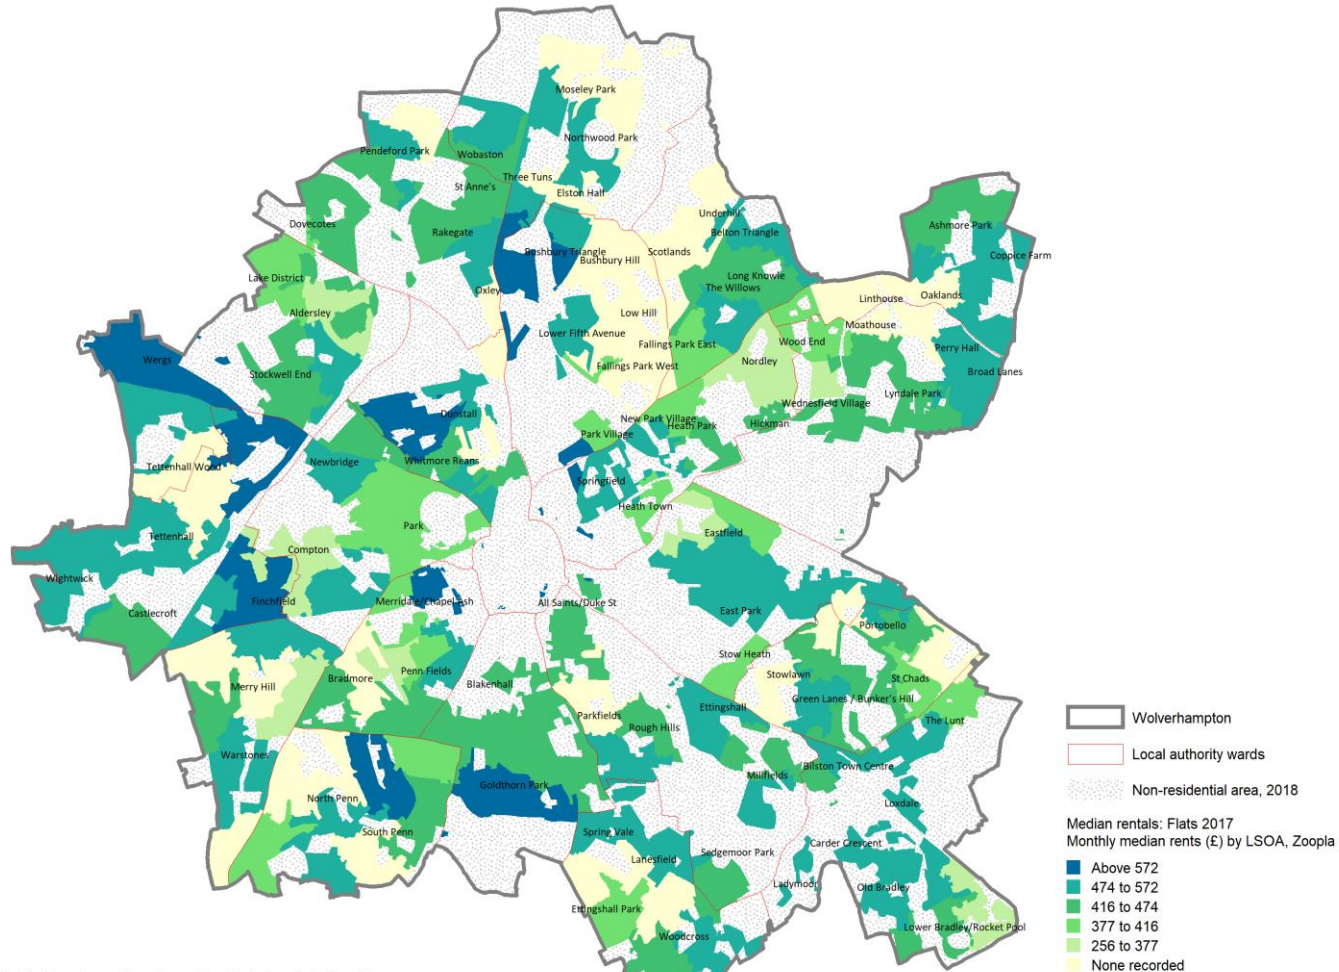 Moseley Park
Northwood Park
Pendeford Park
Wobaston
Three Tuns
St Anne's
Elston Hall
Underhill
Dovecotes
Rakegate
Belton Triangle
Ashmore Park
Bushbury Triangle
Scotlands
Bushbury Hill
Coppice Farm
Lake District
Long Knowle
The Willows
Oxley
Linthouse
Oaklands
Aldersley
Low Hill
Moathouse
Lower Fifth Avenue
Fallings Park East
Wood End
Perry Hall
Wergs
Nordley
Fallings Park West
Stockwell End
Broad Lanes
Lyndale Park
Wednesfield Village
Dunstall
New Park Village
Heath Park
Hickman
Park Village
Tettenhall Wood
Newbridge
Whitmore Reans
Springfield
Heath Town
Park
Eastfield
Tettenhall
Compton
Wightwick
Finchfield
Merridale/Chapel Ash
All Saints/Duke St
Castlecroft
East Park
Portobello
Stow Heath
Penn Fields
Stowlawn
Bradmore
St Chads
Merry Hill
Blakenhall
Green Lanes / Bunker's Hill
Ettingshall
Parkfields
The Lunt
Rough Hills
Warstones
Bilston Town Centre
Millfields
Goldthorn Park
North Penn
Loxdale
South Penn
Spring Vale
Carder Crescent
Sedgemoor Park
Lanesfield
Ladymoor
Old Bradley
Ettingshall Park
Lower Bradley/Rocket Pool
Woodcross
Wolverhampton
Local authority wards
Non-residential area, 2018
Median rentals: Flats 2017
Monthly median rents (£) by LSOA, Zoopla
Above 572
474 to 572
416 to 474
377 to 416
256 to 377
None recorded